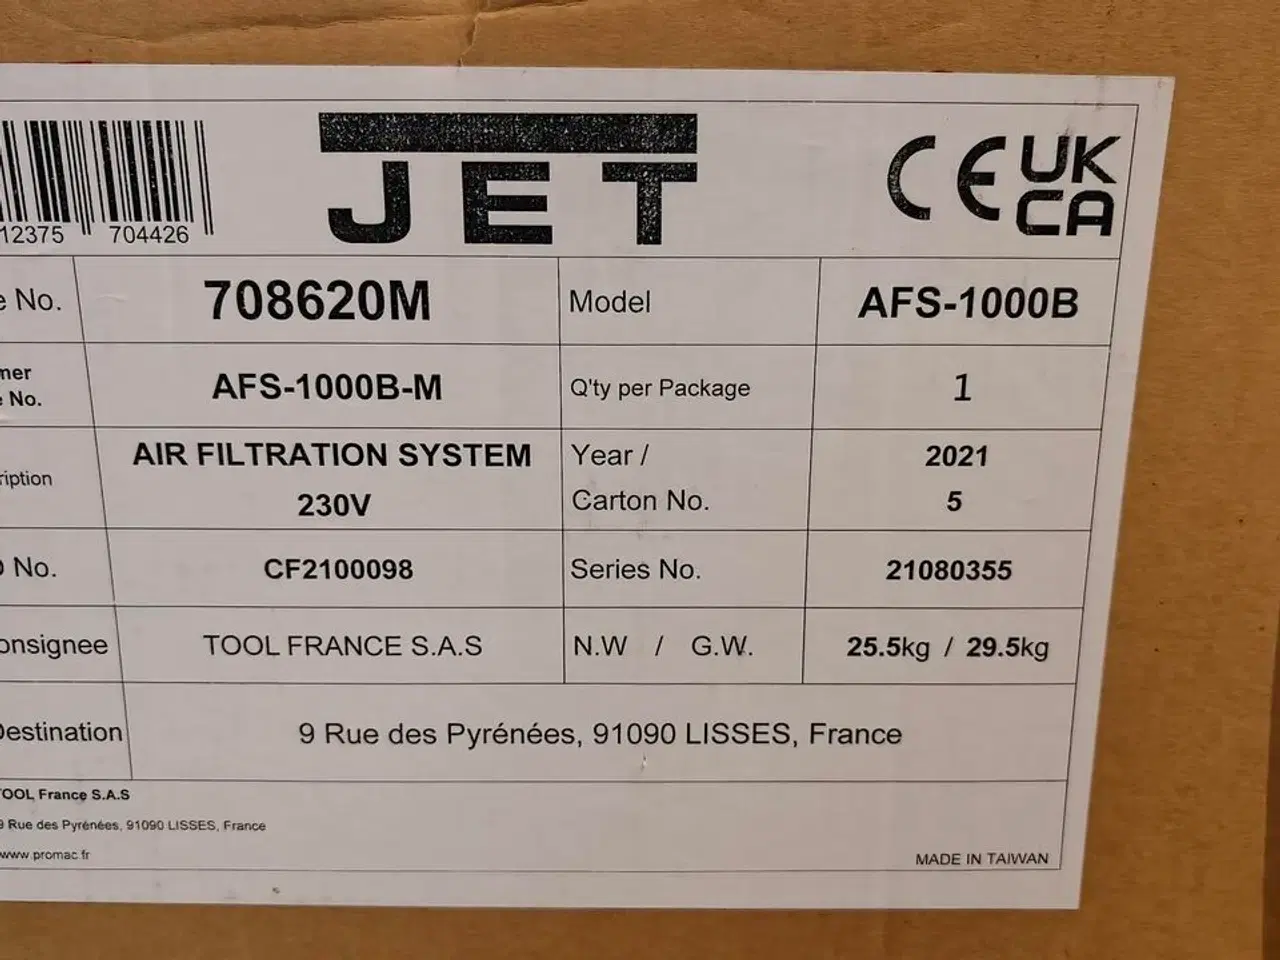 JET
CE UK
CA
12375 704426
e No. 708620M Model AFS-1000B
mer
e No. AFS-1000B-M Q'ty per Package 1
ription AIR FILTRATION SYSTEM
230V Year /
Carton No. 2021
5
No. CF2100098 Series No. 21080355
onsignee TOOL FRANCE S.A.S N.W / G.W. 25.5kg / 29.5kg
Destination 9 Rue des Pyrénées, 91090 LISSES, France
TOOL France S.A.S
9 Rue des Pyrénées, 91090 LISSES, France
www.promac.fr
MADE IN TAIWAN